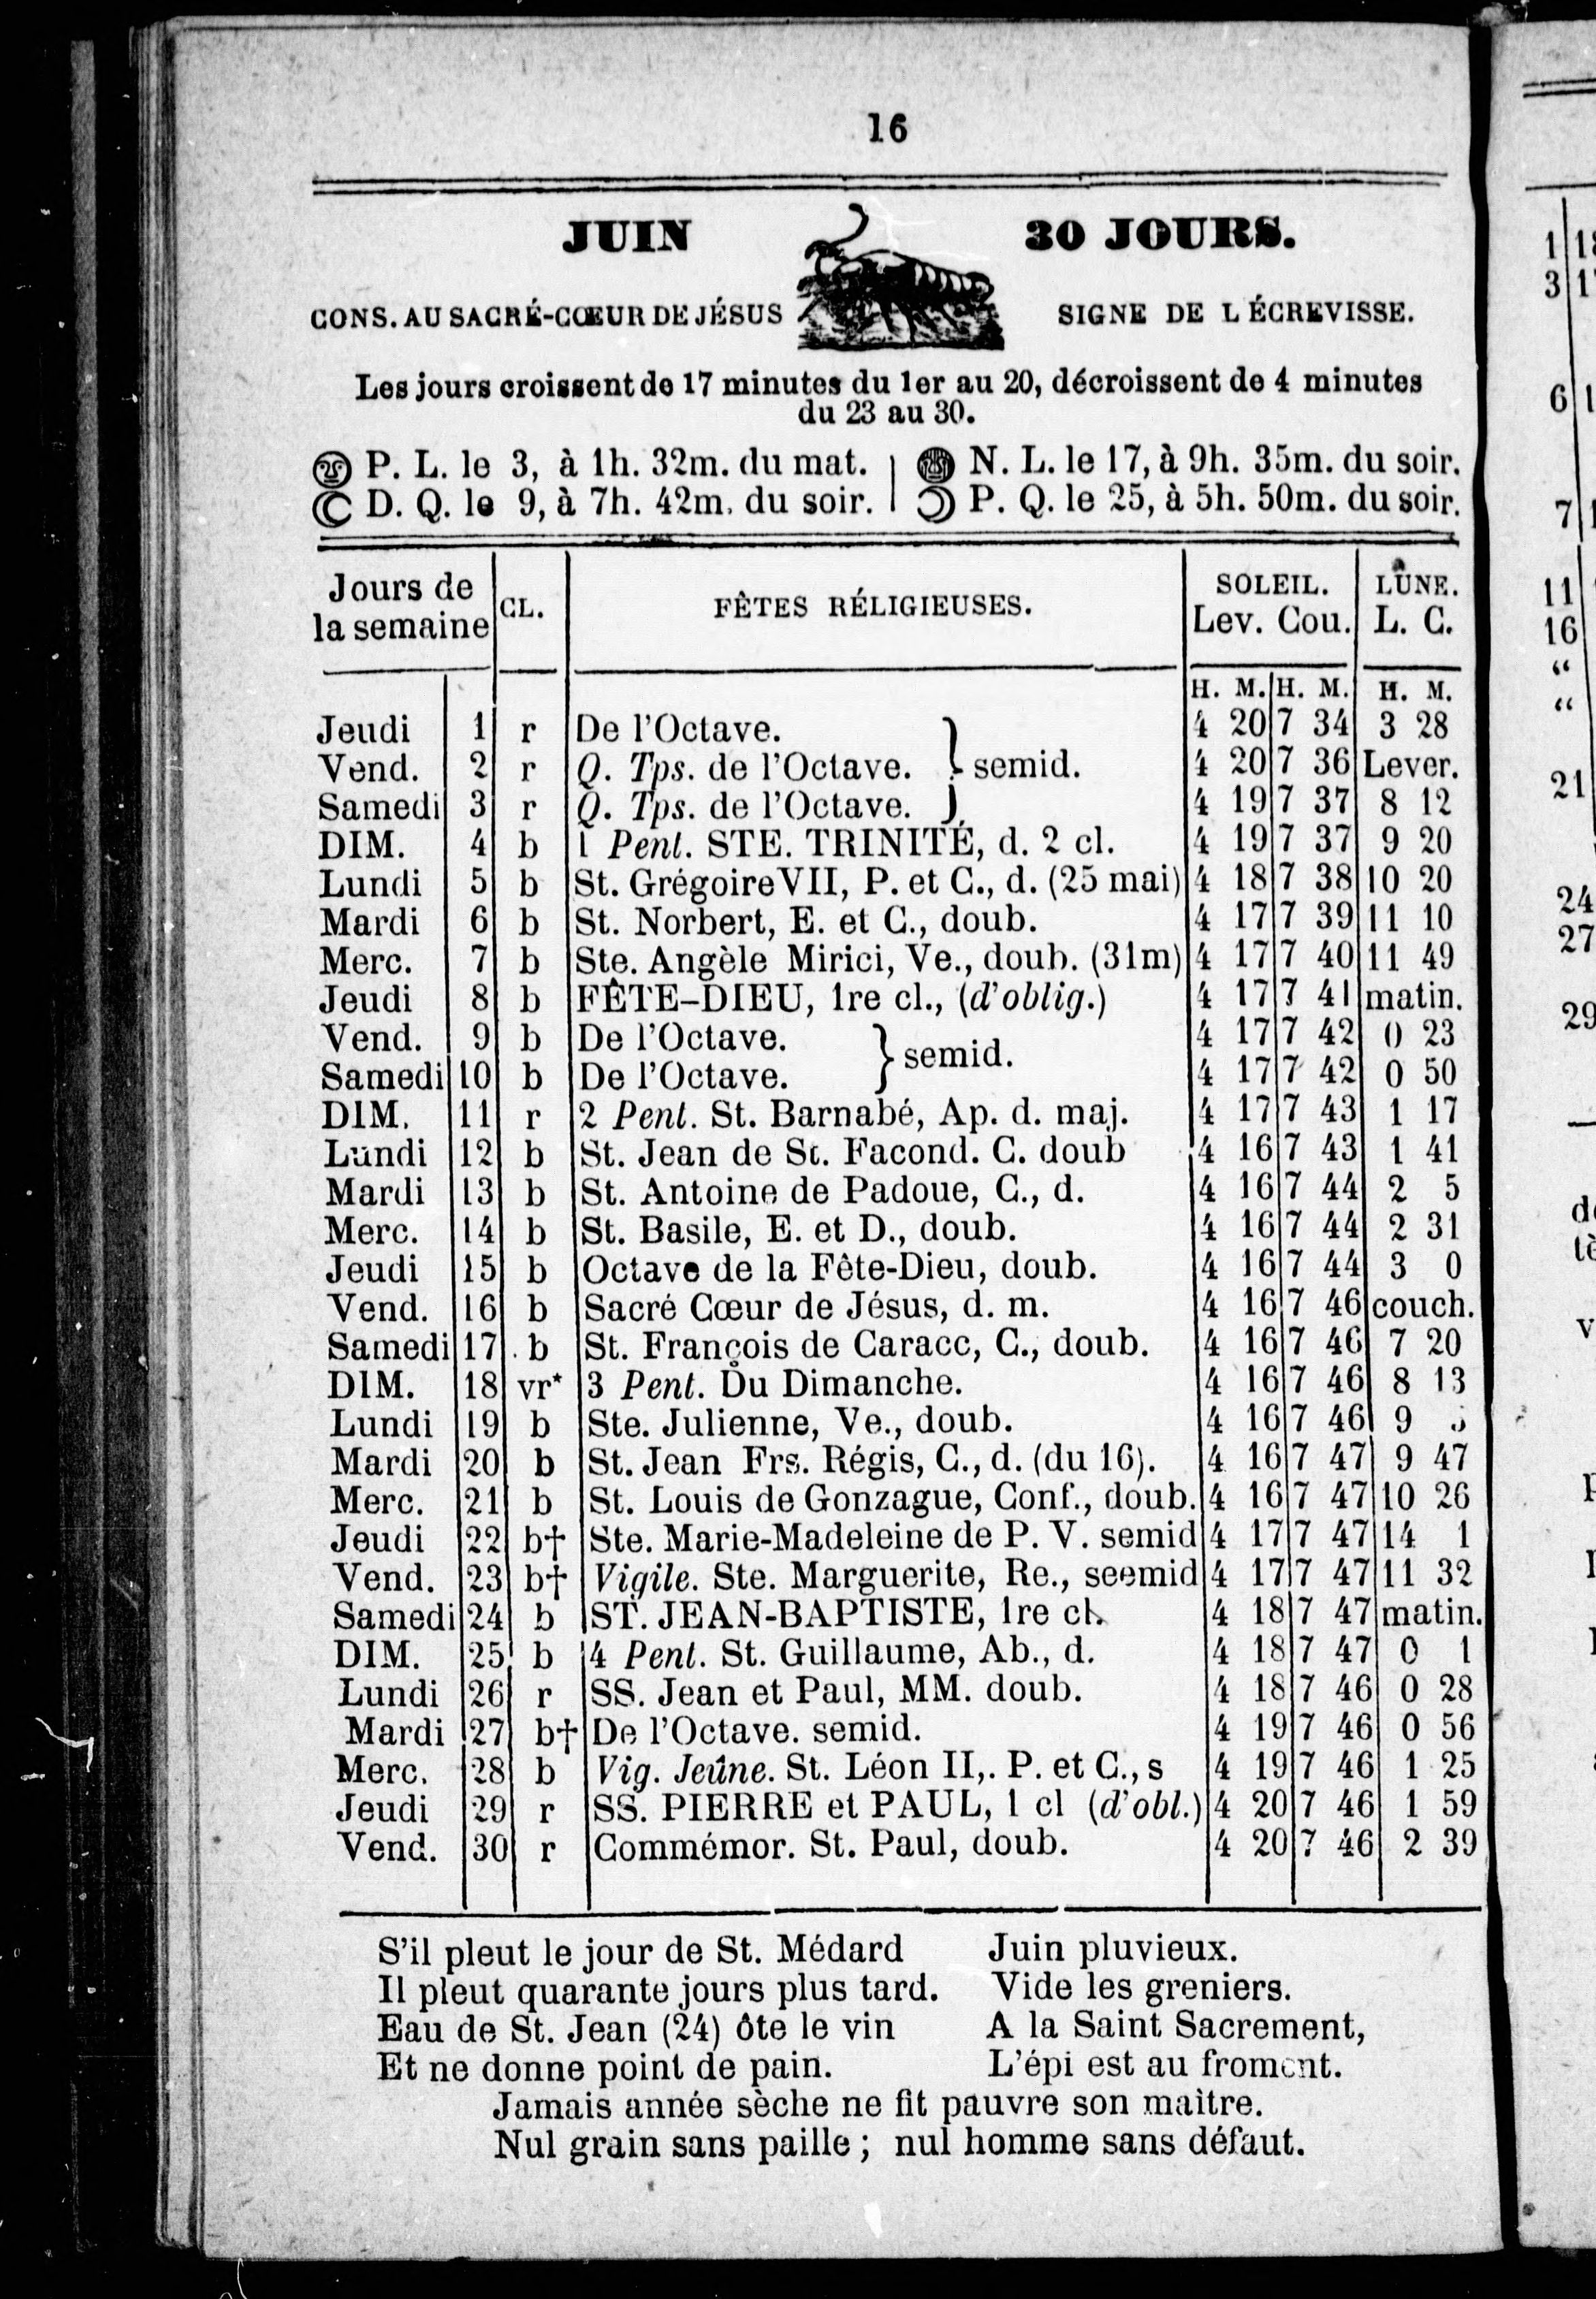 16
JUIN 30 JOURS.
CONS. AU SACRÉ-CŒUR DE JÉSUS SIGNE DE L ÉCREVISSE.
Les jours croissent de 17 minutes du 1er au 20, décroissent de 4 minutes
du 23 au 30.
P. L. le 3, à 1h. 32m. du mat. N. L. le 17, à 9h. 35m. du soir.
D. Q. le 9, à 7h. 42m. du soir. P. Q. le 25, à 5h. 50m. du soir.
Jours de la semaine CL. FÊTES RÉLIGIEUSES. SOLEIL. Lev. Cou. LUNE. L. C.
H. M. H. M. H. M.
Jeudi 1 r De l'Octave. 4 20 7 34 3 28
Vend. 2 r Q. Tps. de l'Octave. } semid. 4 20 7 36 Lever.
Samedi 3 r Q. Tps. de l'Octave. 4 19 7 37 8 12
DIM. 4 b 1 Pent. STE. TRINITÉ, d. 2 cl. 4 19 7 37 9 20
Lundi 5 b St. Grégoire VII, P. et C., d. (25 mai) 4 18 7 38 10 20
Mardi 6 b St. Norbert, E. et C., doub. 4 17 7 39 11 10
Merc. 7 b Ste. Angèle Mirici, Ve., doub. (31m) 4 17 7 40 11 49
Jeudi 8 b FÊTE-DIEU, 1re cl., (d'oblig.) 4 17 7 41 matin.
Vend. 9 b De l'Octave. } semid. 4 17 7 42 0 23
Samedi 10 b De l'Octave. 4 17 7 42 0 50
DIM. 11 r 2 Pent. St. Barnabé, Ap. d. maj. 4 17 7 43 1 17
Lundi 12 b St. Jean de St. Facond. C. doub 4 16 7 43 1 41
Mardi 13 b St. Antoine de Padoue, C., d. 4 16 7 44 2 5
Merc. 14 b St. Basile, E. et D., doub. 4 16 7 44 2 31
Jeudi 15 b Octave de la Fête-Dieu, doub. 4 16 7 44 3 0
Vend. 16 b Sacré Cœur de Jésus, d. m. 4 16 7 46 couch.
Samedi 17 b St. François de Caracc, C., doub. 4 16 7 46 7 20
DIM. 18 vr* 3 Pent. Du Dimanche. 4 16 7 46 8 13
Lundi 19 b Ste. Julienne, Ve., doub. 4 16 7 46 9
Mardi 20 b St. Jean Frs. Régis, C., d. (du 16). 4 16 7 47 9 47
Merc. 21 b St. Louis de Gonzague, Conf., doub. 4 16 7 47 10 26
Jeudi 22 b† Ste. Marie-Madeleine de P. V. semid 4 17 7 47 14 1
Vend. 23 b† Vigile. Ste. Marguerite, Re., seemid 4 17 7 47 11 32
Samedi 24 b ST. JEAN-BAPTISTE, 1re cl. 4 18 7 47 matin.
DIM. 25 b 4 Pent. St. Guillaume, Ab., d. 4 18 7 47 0 1
Lundi 26 r SS. Jean et Paul, MM. doub. 4 18 7 46 0 28
Mardi 27 b† De l'Octave. semid. 4 19 7 46 0 56
Merc. 28 b Vig. Jeûne. St. Léon II,. P. et C., s 4 19 7 46 1 25
Jeudi 29 r SS. PIERRE et PAUL, 1 cl (d'obl.) 4 20 7 46 1 59
Vend. 30 r Commémor. St. Paul, doub. 4 20 7 46 2 39
S'il pleut le jour de St. Médard
Il pleut quarante jours plus tard.
Eau de St. Jean (24) ôte le vin
Et ne donne point de pain.
Juin pluvieux.
Vide les greniers.
A la Saint Sacrement,
L'épi est au froment.
Jamais année sèche ne fit pauvre son maître.
Nul grain sans paille ; nul homme sans défaut.
1
3
6
7
11
16
“
“
21
24
27
29